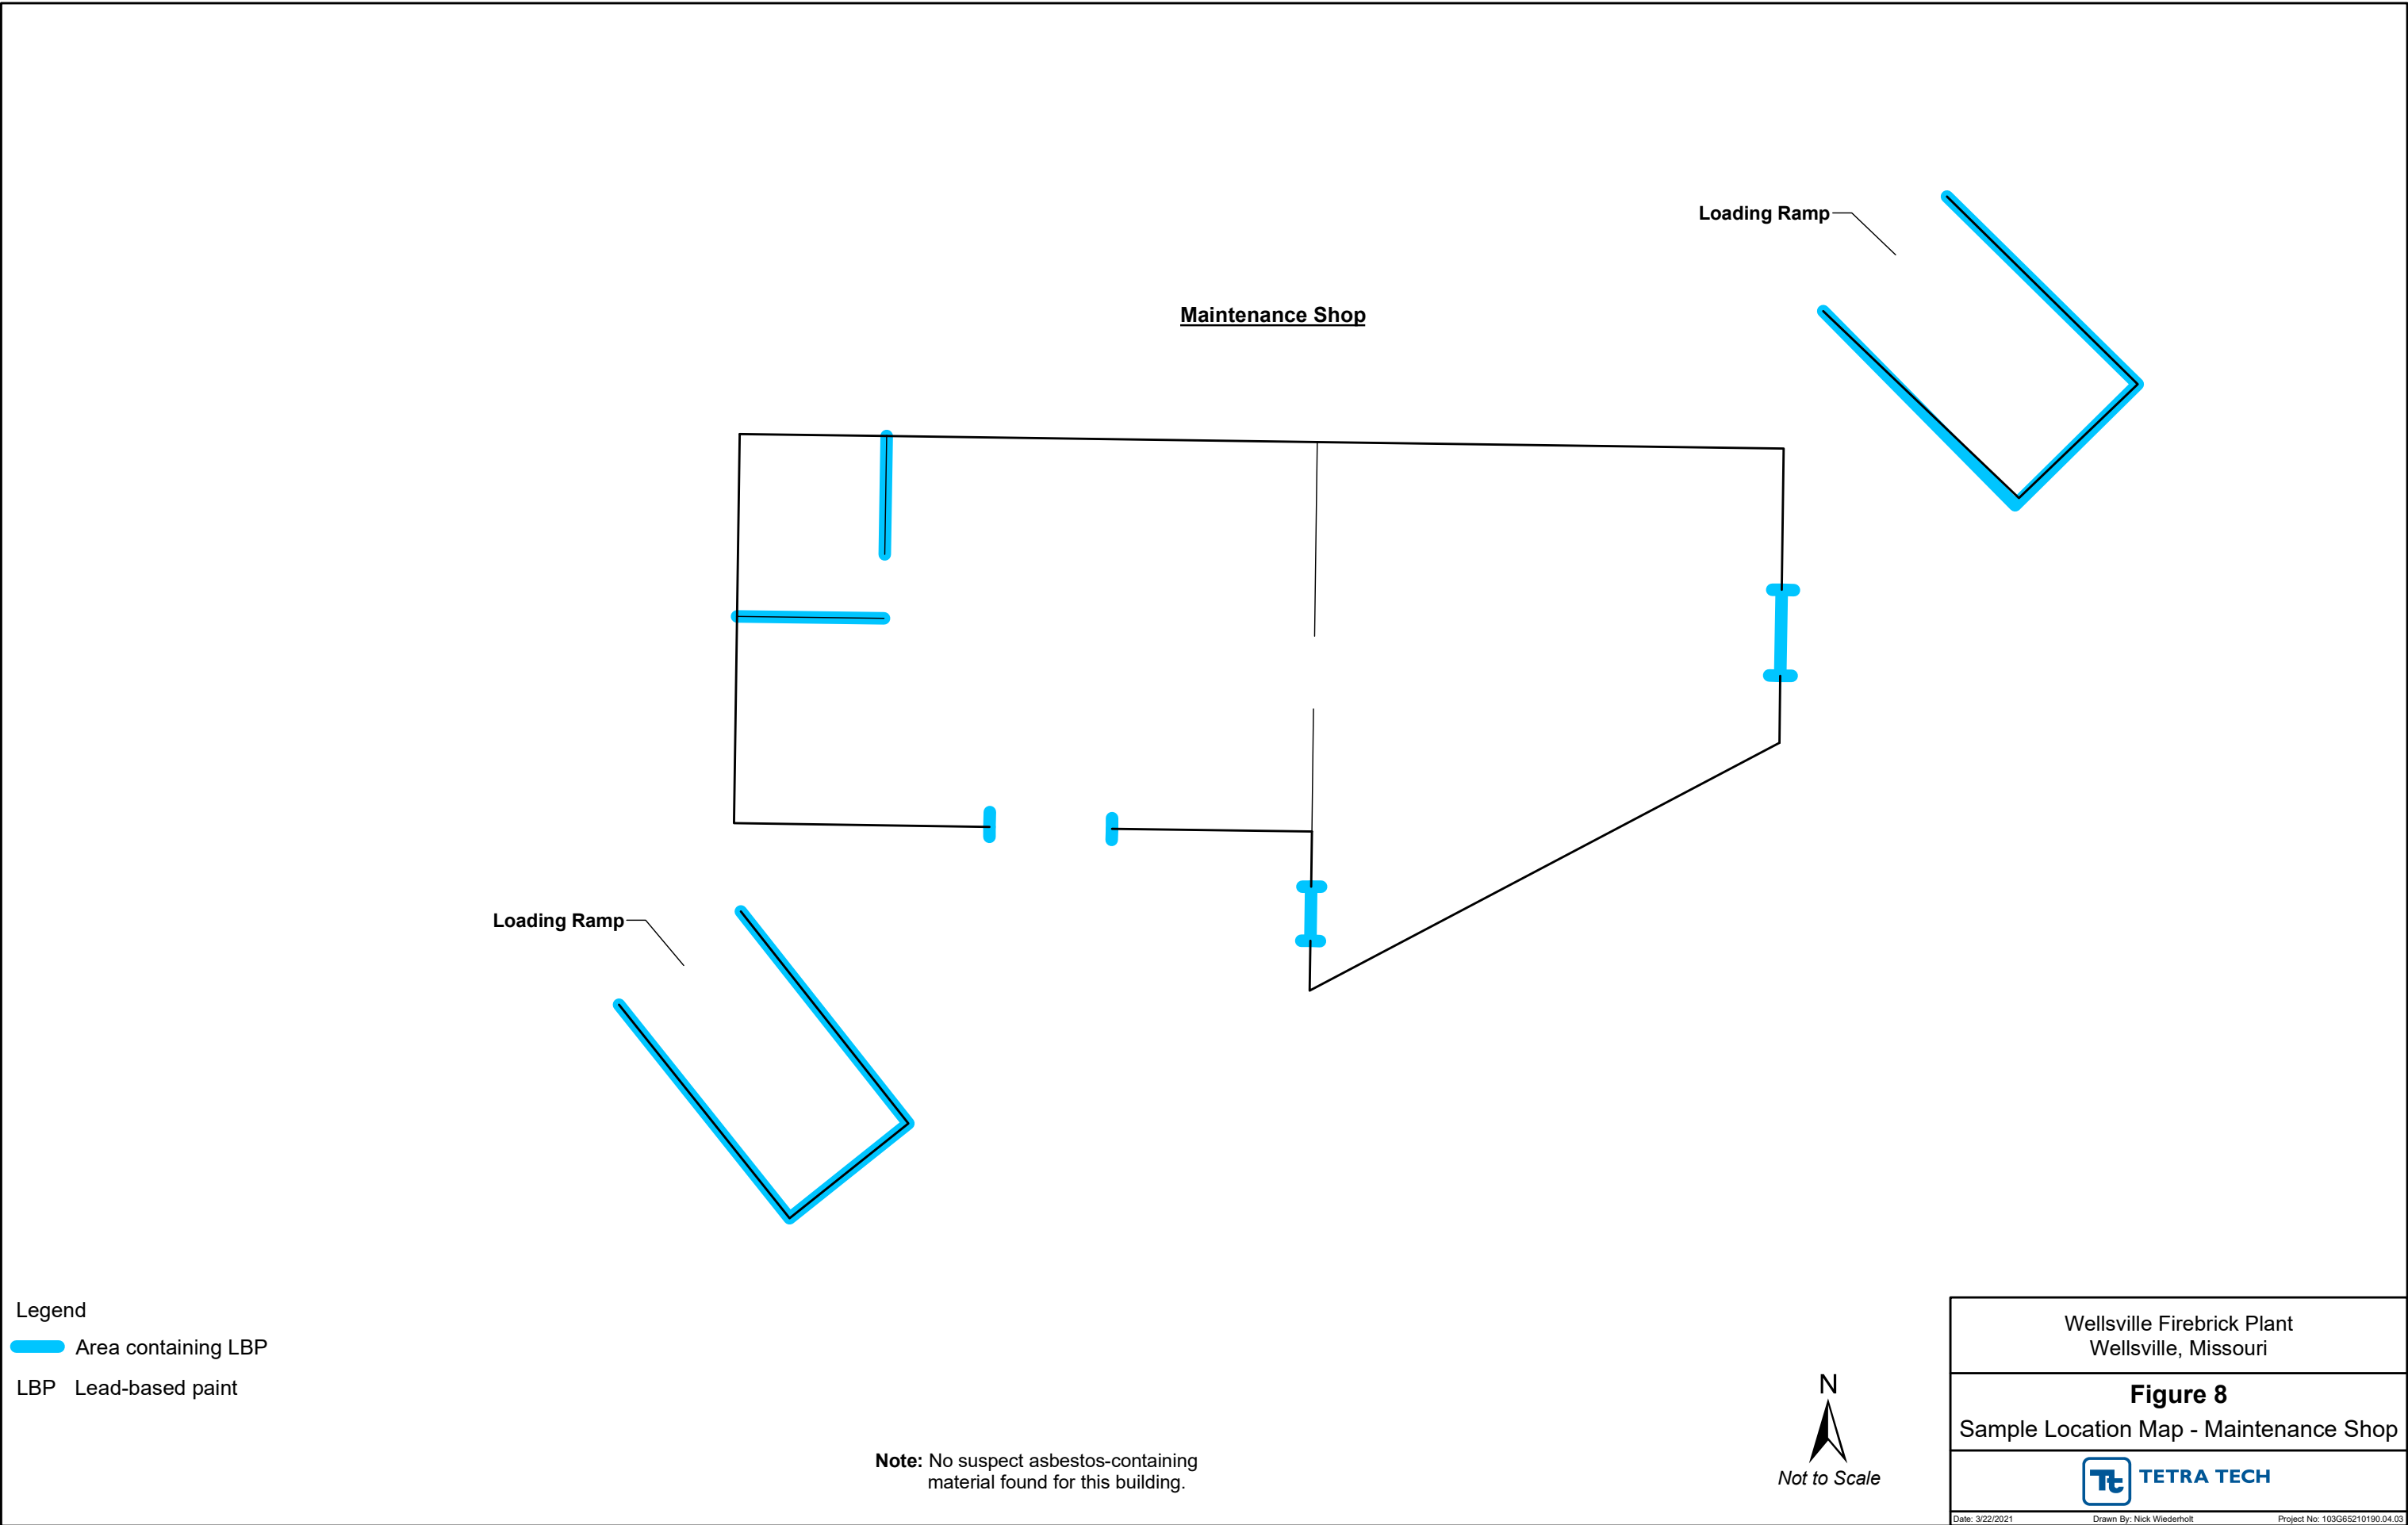 Loading Ramp
Maintenance Shop
Loading Ramp
Legend
Area containing LBP
LBP Lead-based paint
Note: No suspect asbestos-containing
material found for this building.
N
Not to Scale
Wellsville Firebrick Plant
Wellsville, Missouri
Figure 8
Sample Location Map - Maintenance Shop
Tt TETRA TECH
Date: 3/22/2021 Drawn By: Nick Wiederholt Project No: 103G65210190.04.03